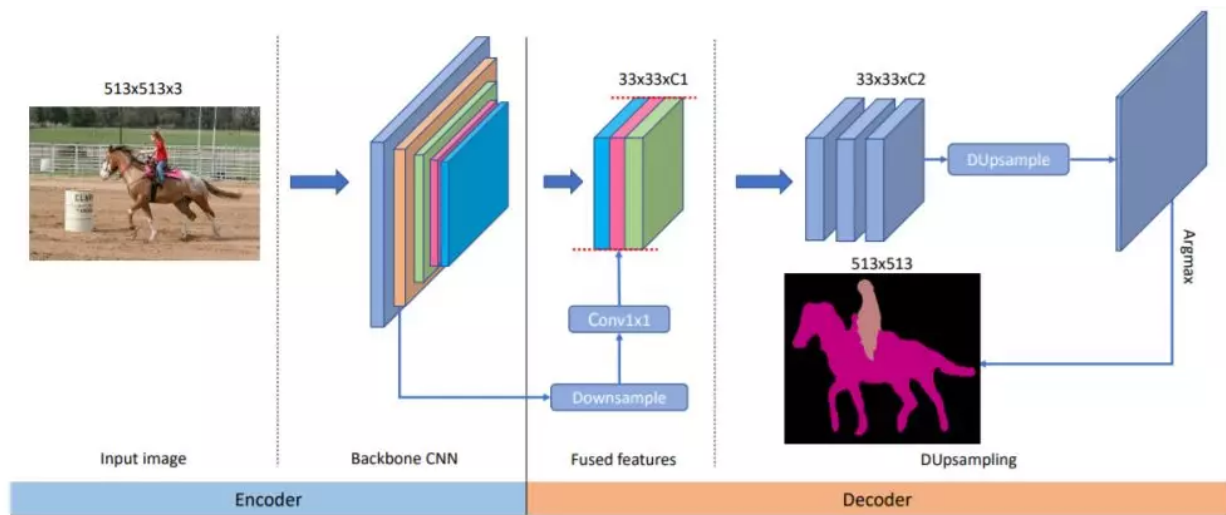 513x513x3
33x33xC1
33x33xC2
DUpsample
Argmax
513x513
Conv1x1
Downsample
Input image
Backbone CNN
Fused features
DUpsampling
Encoder
Decoder